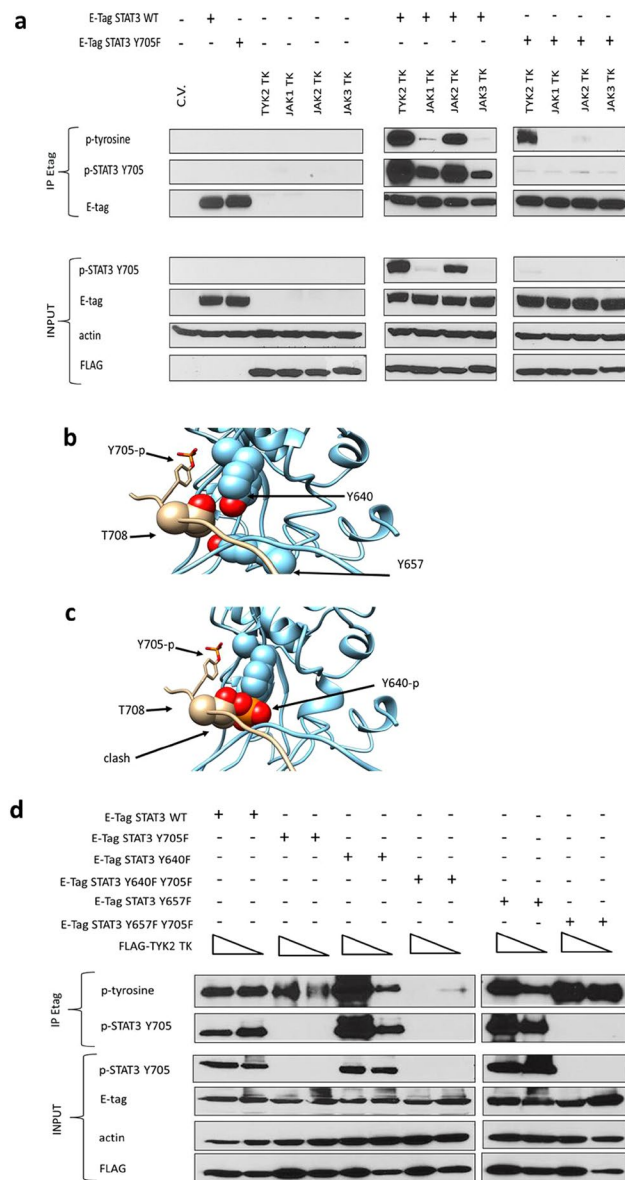 a
E-Tag STAT3 WT - + - - - - - + + + + - - - -
E-Tag STAT3 Y705F - - + - - - - - - - - + + + +
C.V. TYK2 TK JAK1 TK JAK2 TK JAK3 TK TYK2 TK JAK1 TK JAK2 TK JAK3 TK TYK2 TK JAK1 TK JAK2 TK JAK3 TK
IP Etag
p-tyrosine
p-STAT3 Y705
E-tag
INPUT
p-STAT3 Y705
E-tag
actin
FLAG
b
Y705-p
Y640
T708
Y657
c
Y705-p
Y640-p
T708
clash
d
E-Tag STAT3 WT + + - - - - - - - - - -
E-Tag STAT3 Y705F - - + + - - - - - - - -
E-Tag STAT3 Y640F - - - - + + - - - - - -
E-Tag STAT3 Y640F Y705F - - - - - - + + - - - -
E-Tag STAT3 Y657F - - - - - - - - + + - -
E-Tag STAT3 Y657F Y705F - - - - - - - - - - + +
FLAG-TYK2 TK
IP Etag
p-tyrosine
p-STAT3 Y705
INPUT
p-STAT3 Y705
E-tag
actin
FLAG